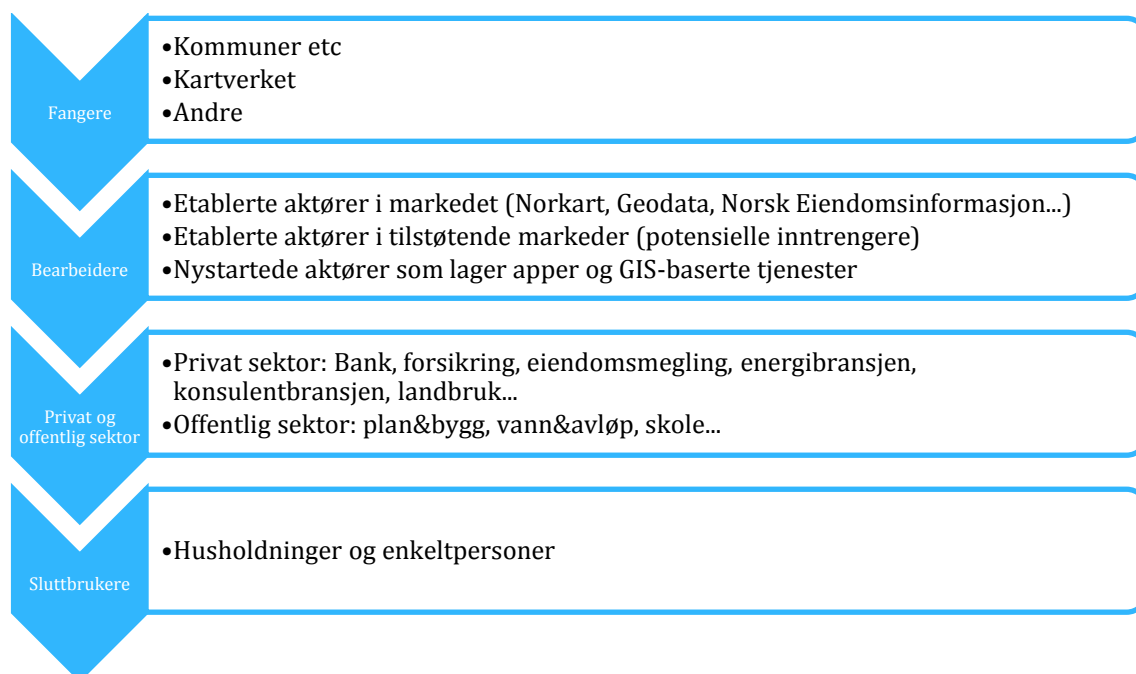 Fangere
•Kommuner etc
•Kartverket
•Andre
Bearbeidere
•Etablerte aktører i markedet (Norkart, Geodata, Norsk Eiendomsinformasjon...)
•Etablerte aktører i tilstøtende markeder (potensielle inntrengere)
•Nystartede aktører som lager apper og GIS-baserte tjenester
Privat og
offentlig sektor
•Privat sektor: Bank, forsikring, eiendomsmegling, energibransjen,
konsulentbransjen, landbruk...
•Offentlig sektor: plan&bygg, vann&avløp, skole...
Sluttbrukere
•Husholdninger og enkeltpersoner